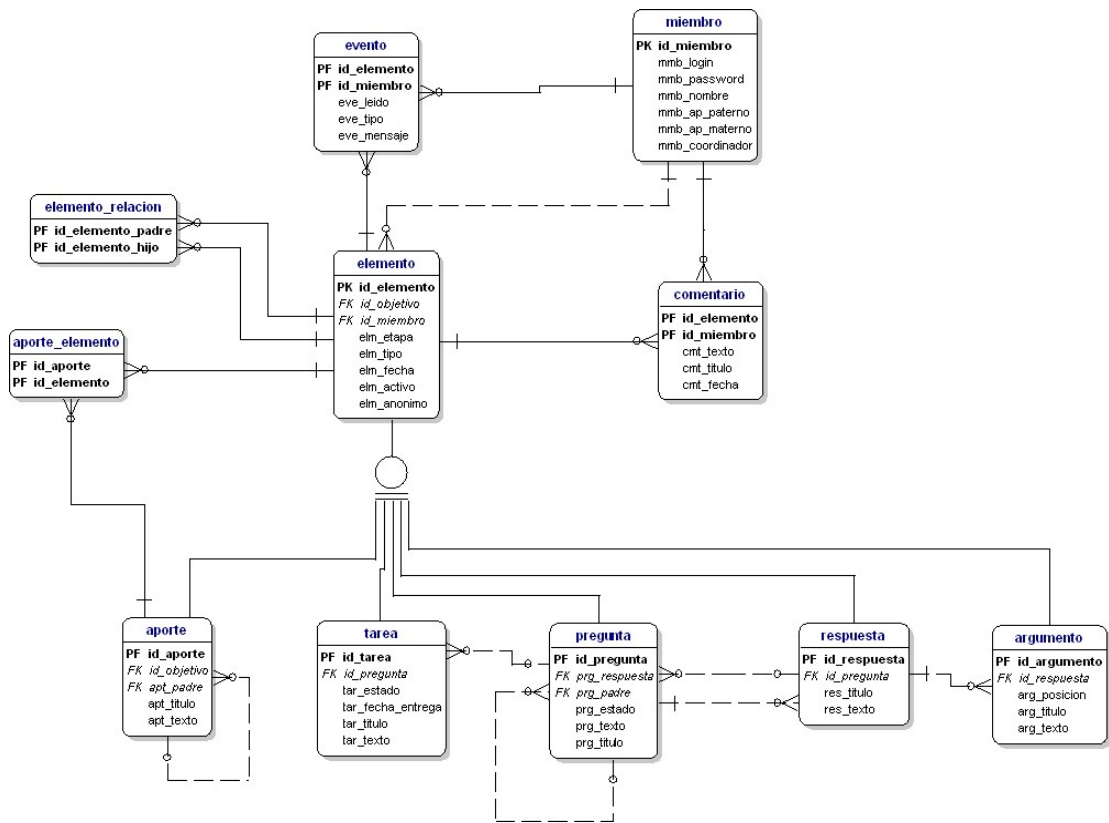 miembro
PK id_miembro
mmb_login
mmb_password
mmb_nombre
mmb_ap_paterno
mmb_ap_materno
mmb_coordinador
evento
PF id_elemento
PF id_miembro
eve_leido
eve_tipo
eve_mensaje
elemento_relacion
PF id_elemento_padre
PF id_elemento_hijo
elemento
PK id_elemento
FK id_objetivo
FK id_miembro
elm_etapa
elm_tipo
elm_fecha
elm_activo
elm_anonimo
comentario
PF id_elemento
PF id_miembro
cmt_texto
cmt_titulo
cmt_fecha
aporte_elemento
PF id_aporte
PF id_elemento
aporte
PF id_aporte
FK id_objetivo
FK apt_padre
apt_titulo
apt_texto
tarea
PF id_tarea
FK id_pregunta
tar_estado
tar_fecha_entrega
tar_titulo
tar_texto
pregunta
PF id_pregunta
FK prg_respuesta
FK prg_padre
prg_estado
prg_texto
prg_titulo
respuesta
PF id_respuesta
FK id_pregunta
res_titulo
res_texto
argumento
PF id_argumento
FK id_respuesta
arg_posicion
arg_titulo
arg_texto